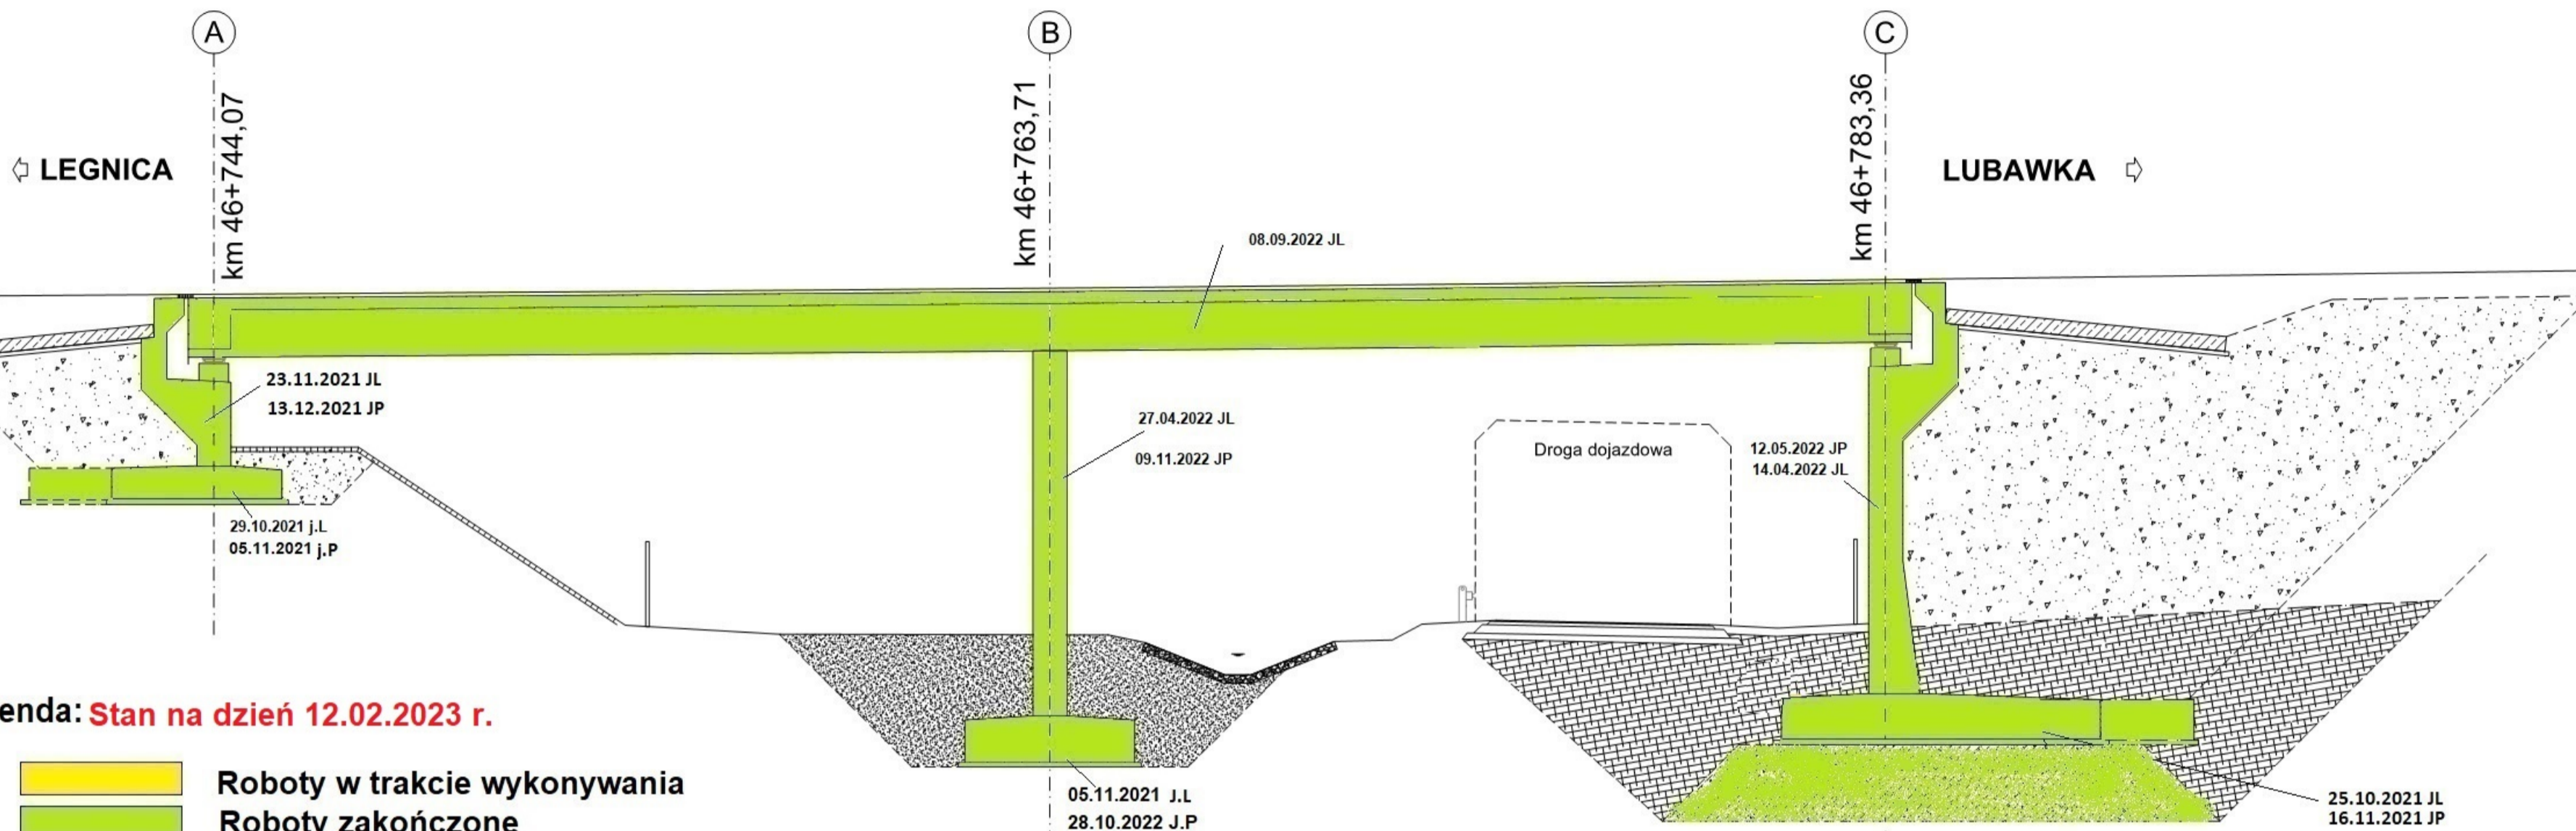 A
B
C
km 46+744,07
km 46+763,71
km 46+783,36
LEGNICA
LUBAWKA
08.09.2022 JL
23.11.2021 JL
13.12.2021 JP
27.04.2022 JL
09.11.2022 JP
Droga dojazdowa
12.05.2022 JP
14.04.2022 JL
29.10.2021 j.L
05.11.2021 j.P
enda: Stan na dzień 12.02.2023 r.
Roboty w trakcie wykonywania
Roboty zakończone
05.11.2021 J.L
28.10.2022 J.P
25.10.2021 JL
16.11.2021 JP